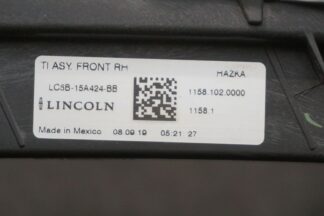 TI ASY, FRONT RH HAZKA
LC5B-15A424-BB 1158.102.0000
LINCOLN 1158.1
Made in Mexico 08.09.19 05:21:27